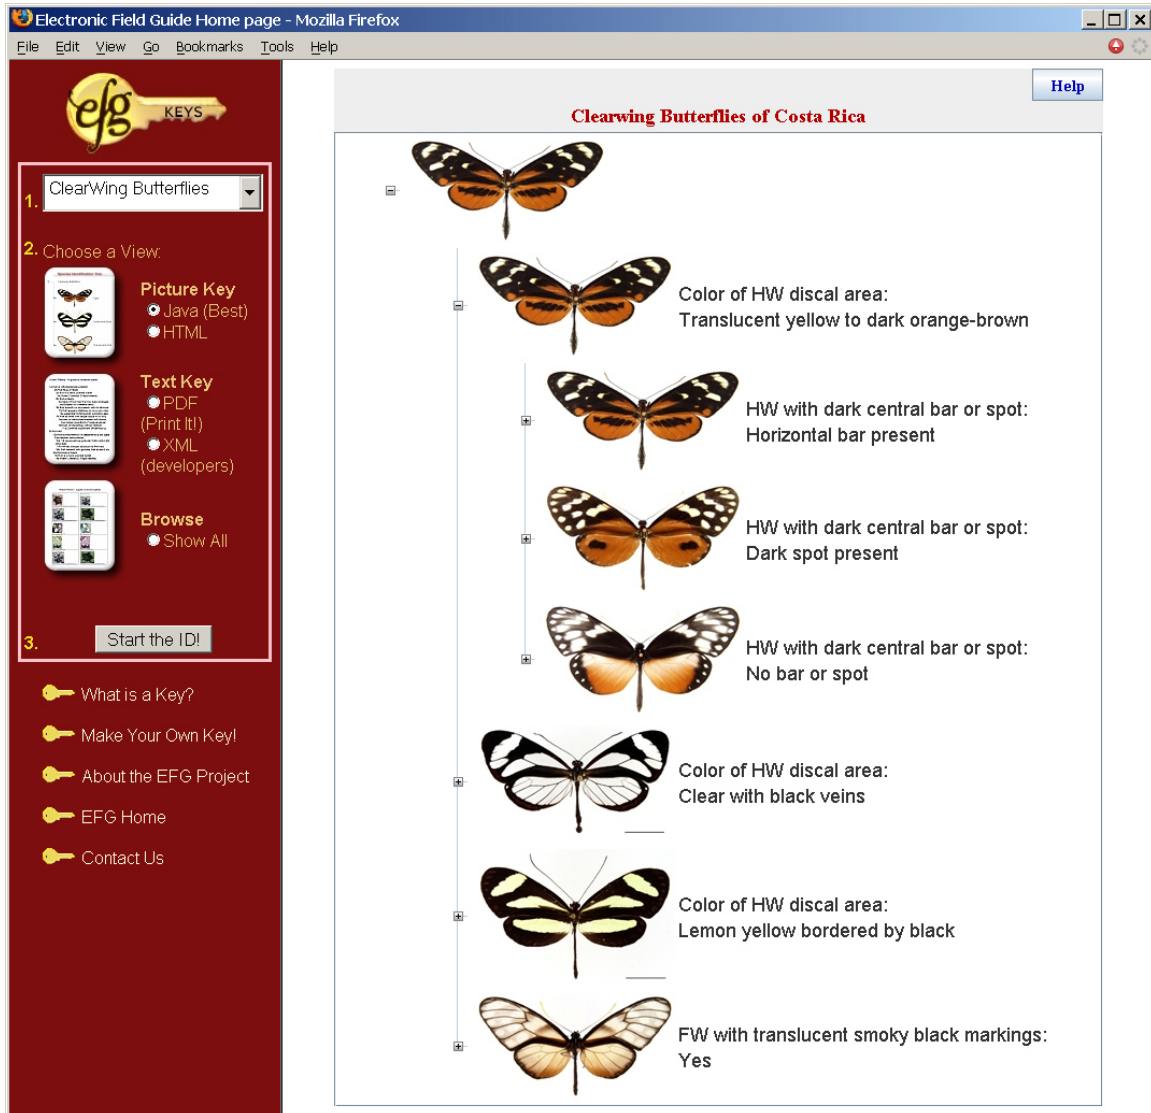 Electronic Field Guide Home page - Mozilla Firefox
File Edit View Go Bookmarks Tools Help
efg KEYS
1. ClearWing Butterflies
2. Choose a View:
Picture Key
Java (Best)
HTML
Text Key
PDF
(Print It!)
XML
(developers)
Browse
Show All
3. Start the ID!
What is a Key?
Make Your Own Key!
About the EFG Project
EFG Home
Contact Us
Help
Clearwing Butterflies of Costa Rica
Color of HW discal area:
Translucent yellow to dark orange-brown
HW with dark central bar or spot:
Horizontal bar present
HW with dark central bar or spot:
Dark spot present
HW with dark central bar or spot:
No bar or spot
Color of HW discal area:
Clear with black veins
Color of HW discal area:
Lemon yellow bordered by black
FW with translucent smoky black markings:
Yes